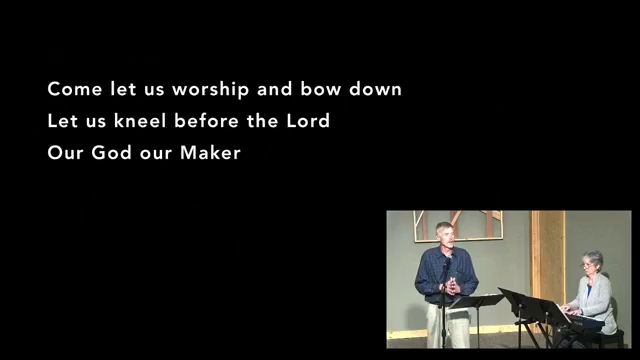 Come let us worship and bow down
Let us kneel before the Lord
Our God our Maker